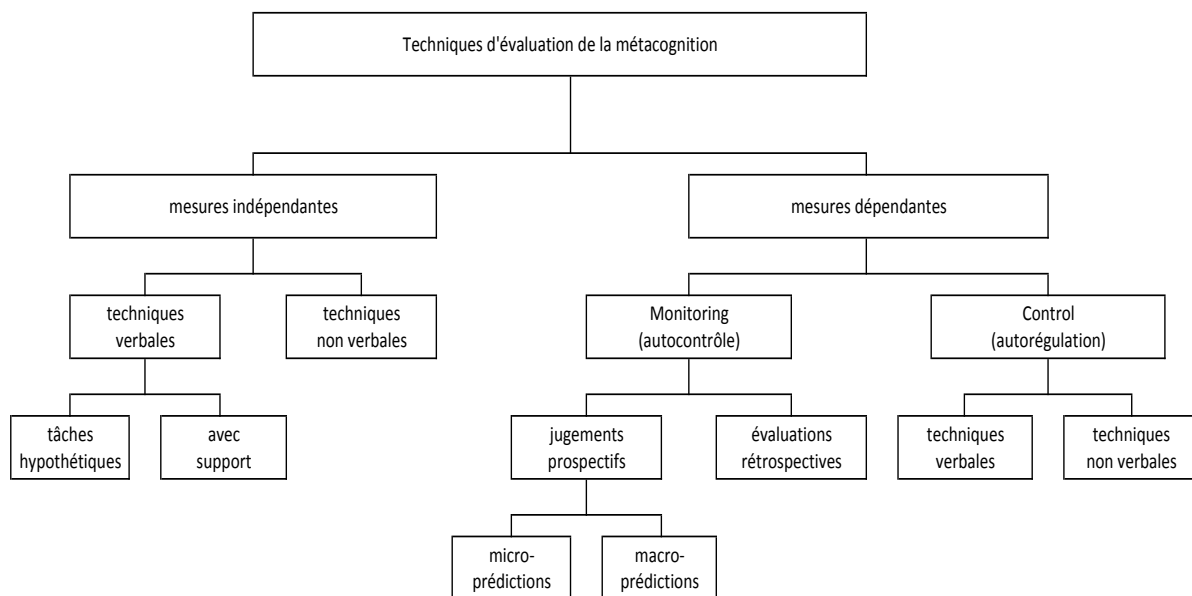 Techniques d'évaluation de la métacognition
mesures indépendantes
mesures dépendantes
techniques
verbales
techniques
non verbales
Monitoring
(autocontrôle)
Control
(autorégulation)
tâches
hypothétiques
avec
support
jugements
prospectifs
évaluations
rétrospectives
techniques
verbales
techniques
non verbales
micro-
prédictions
macro-
prédictions